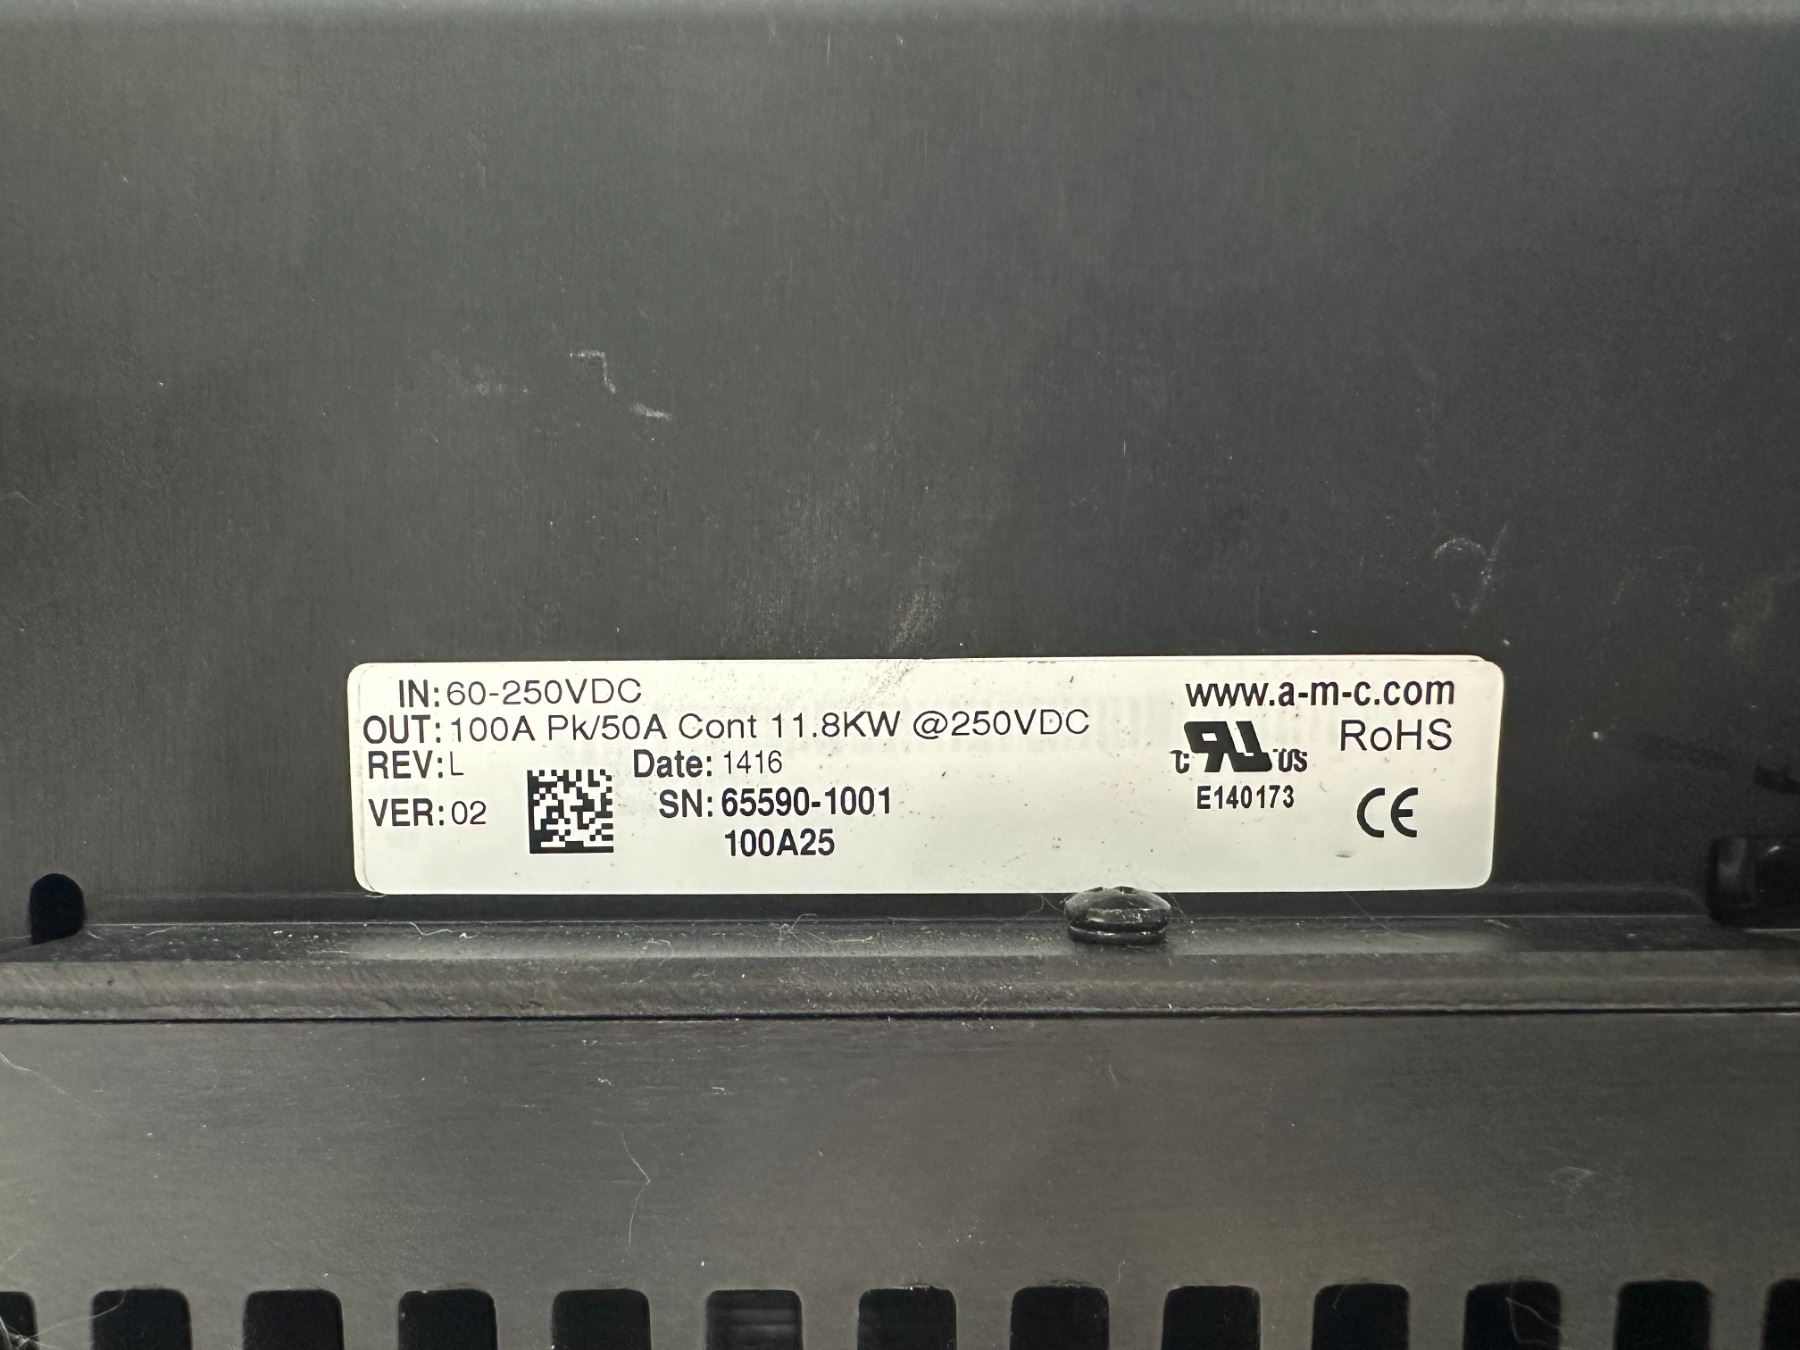 IN: 60-250VDC
OUT: 100A Pk/50A Cont 11.8KW @250VDC
REV: L
Date: 1416
VER: 02
SN: 65590-1001
100A25
www.a-m-c.com
c RU US
RoHS
E140173
CE